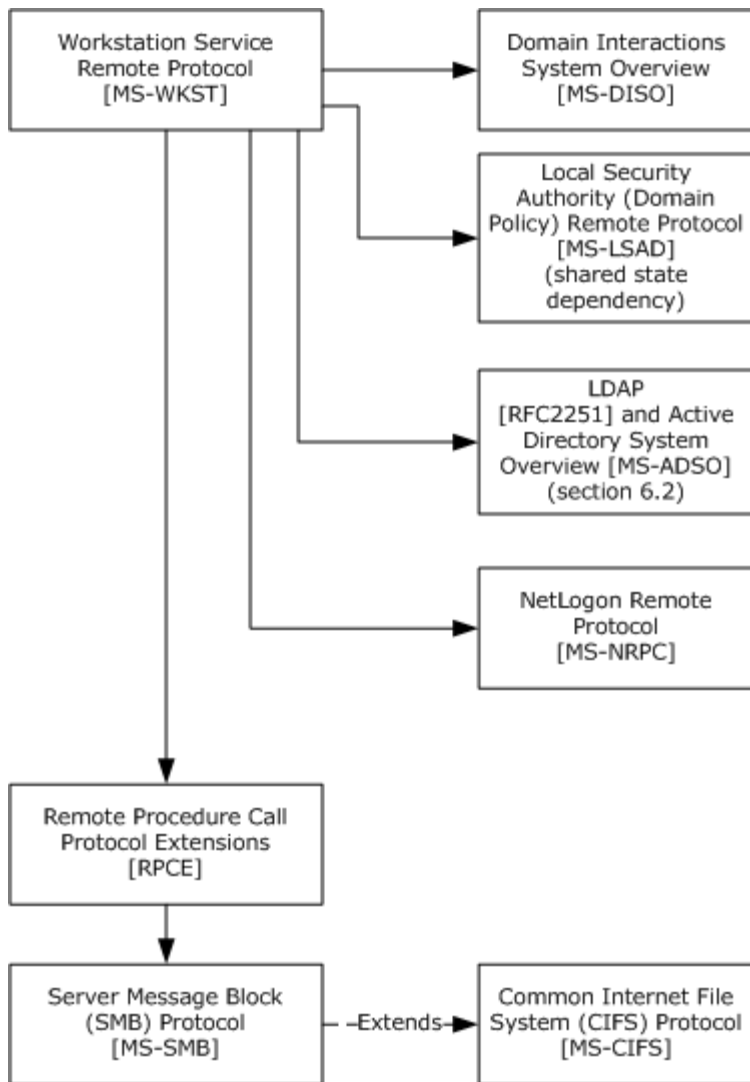 Workstation Service
Remote Protocol
[MS-WKST]
Domain Interactions
System Overview
[MS-DISO]
Local Security
Authority (Domain
Policy) Remote Protocol
[MS-LSAD]
(shared state
dependency)
LDAP
[RFC2251] and Active
Directory System
Overview [MS-ADSO]
(section 6.2)
NetLogon Remote
Protocol
[MS-NRPC]
Remote Procedure Call
Protocol Extensions
[RPCE]
Server Message Block
(SMB) Protocol
[MS-SMB]
Extends
Common Internet File
System (CIFS) Protocol
[MS-CIFS]